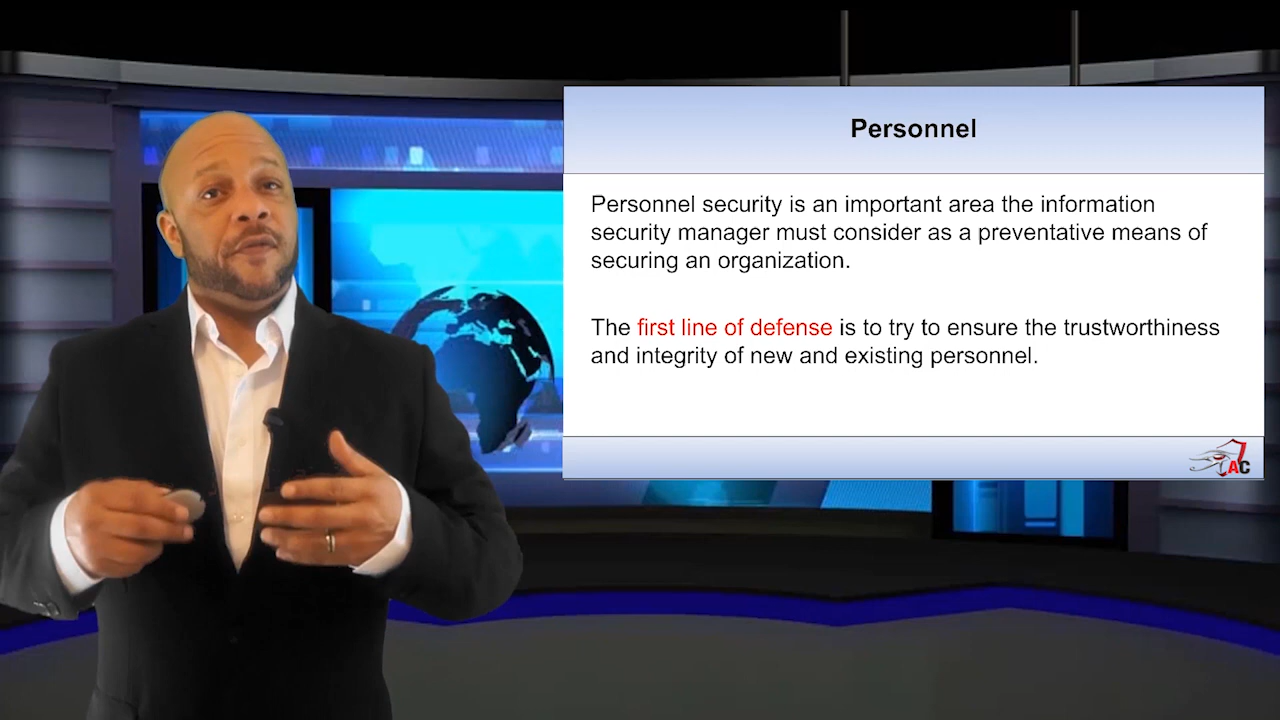 Personnel
Personnel security is an important area the information
security manager must consider as a preventative means of
securing an organization.
The first line of defense is to try to ensure the trustworthiness
and integrity of new and existing personnel.
AC